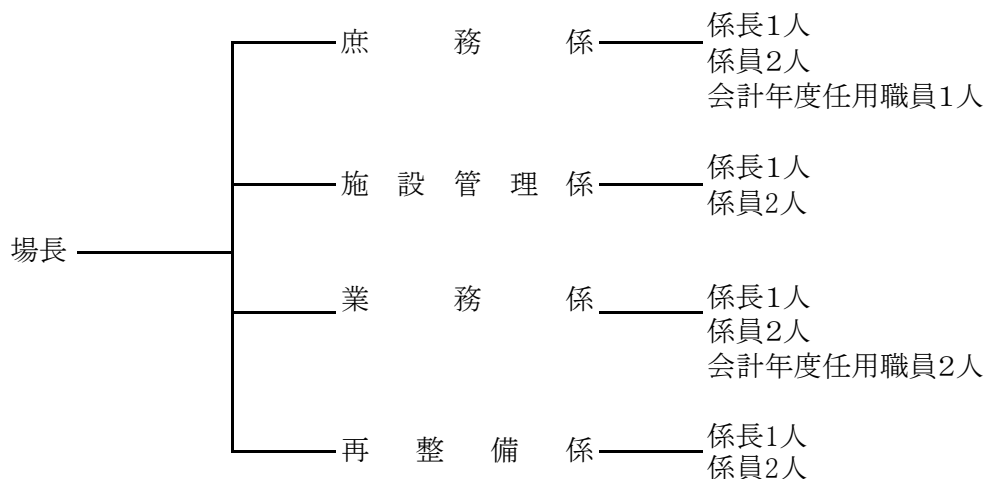 場長
庶務係
係長1人
係員2人
会計年度任用職員1人
施設管理係
係長1人
係員2人
業務係
係長1人
係員2人
会計年度任用職員2人
再整備係
係長1人
係員2人